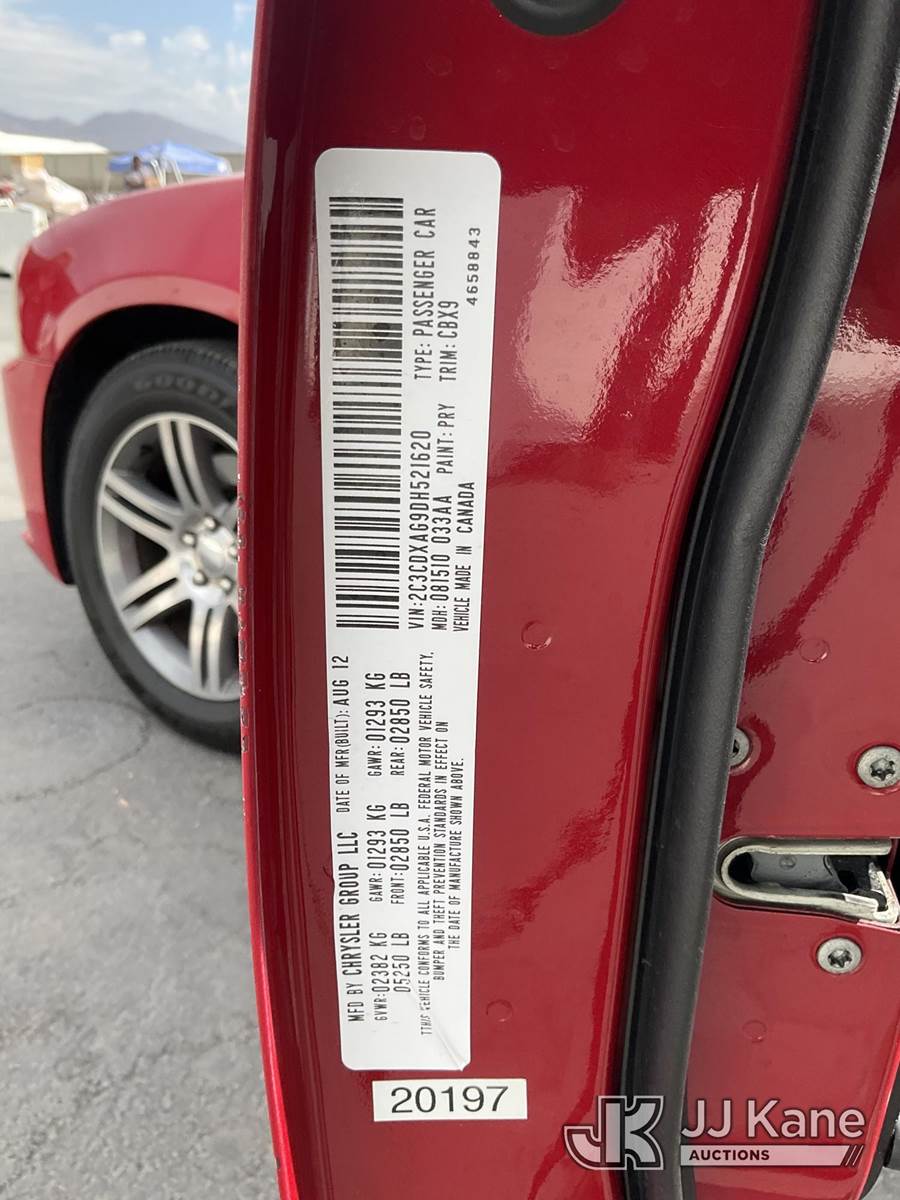 MFD BY CHRYSLER GROUP LLC DATE OF MFR(BUILT): AUG 12
GVWR: 02382 KG GAWR: 01293 KG GAWR: 01293 KG
05250 LB FRONT: 02850 LB REAR: 02850 LB
TTHIS VEHICLE CONFORMS TO ALL APPLICABLE U.S.A. FEDERAL MOTOR VEHICLE SAFETY,
BUMPER AND THEFT PREVENTION STANDARDS IN EFFECT ON
THE DATE OF MANUFACTURE SHOWN ABOVE.
VIN: 2C3CDXAG9DH521620 TYPE: PASSENGER CAR
MDH: 081510 033AA PAINT: PRY TRIM: CBX9
VEHICLE MADE IN CANADA 4658843
20197
JK JJ Kane
AUCTIONS